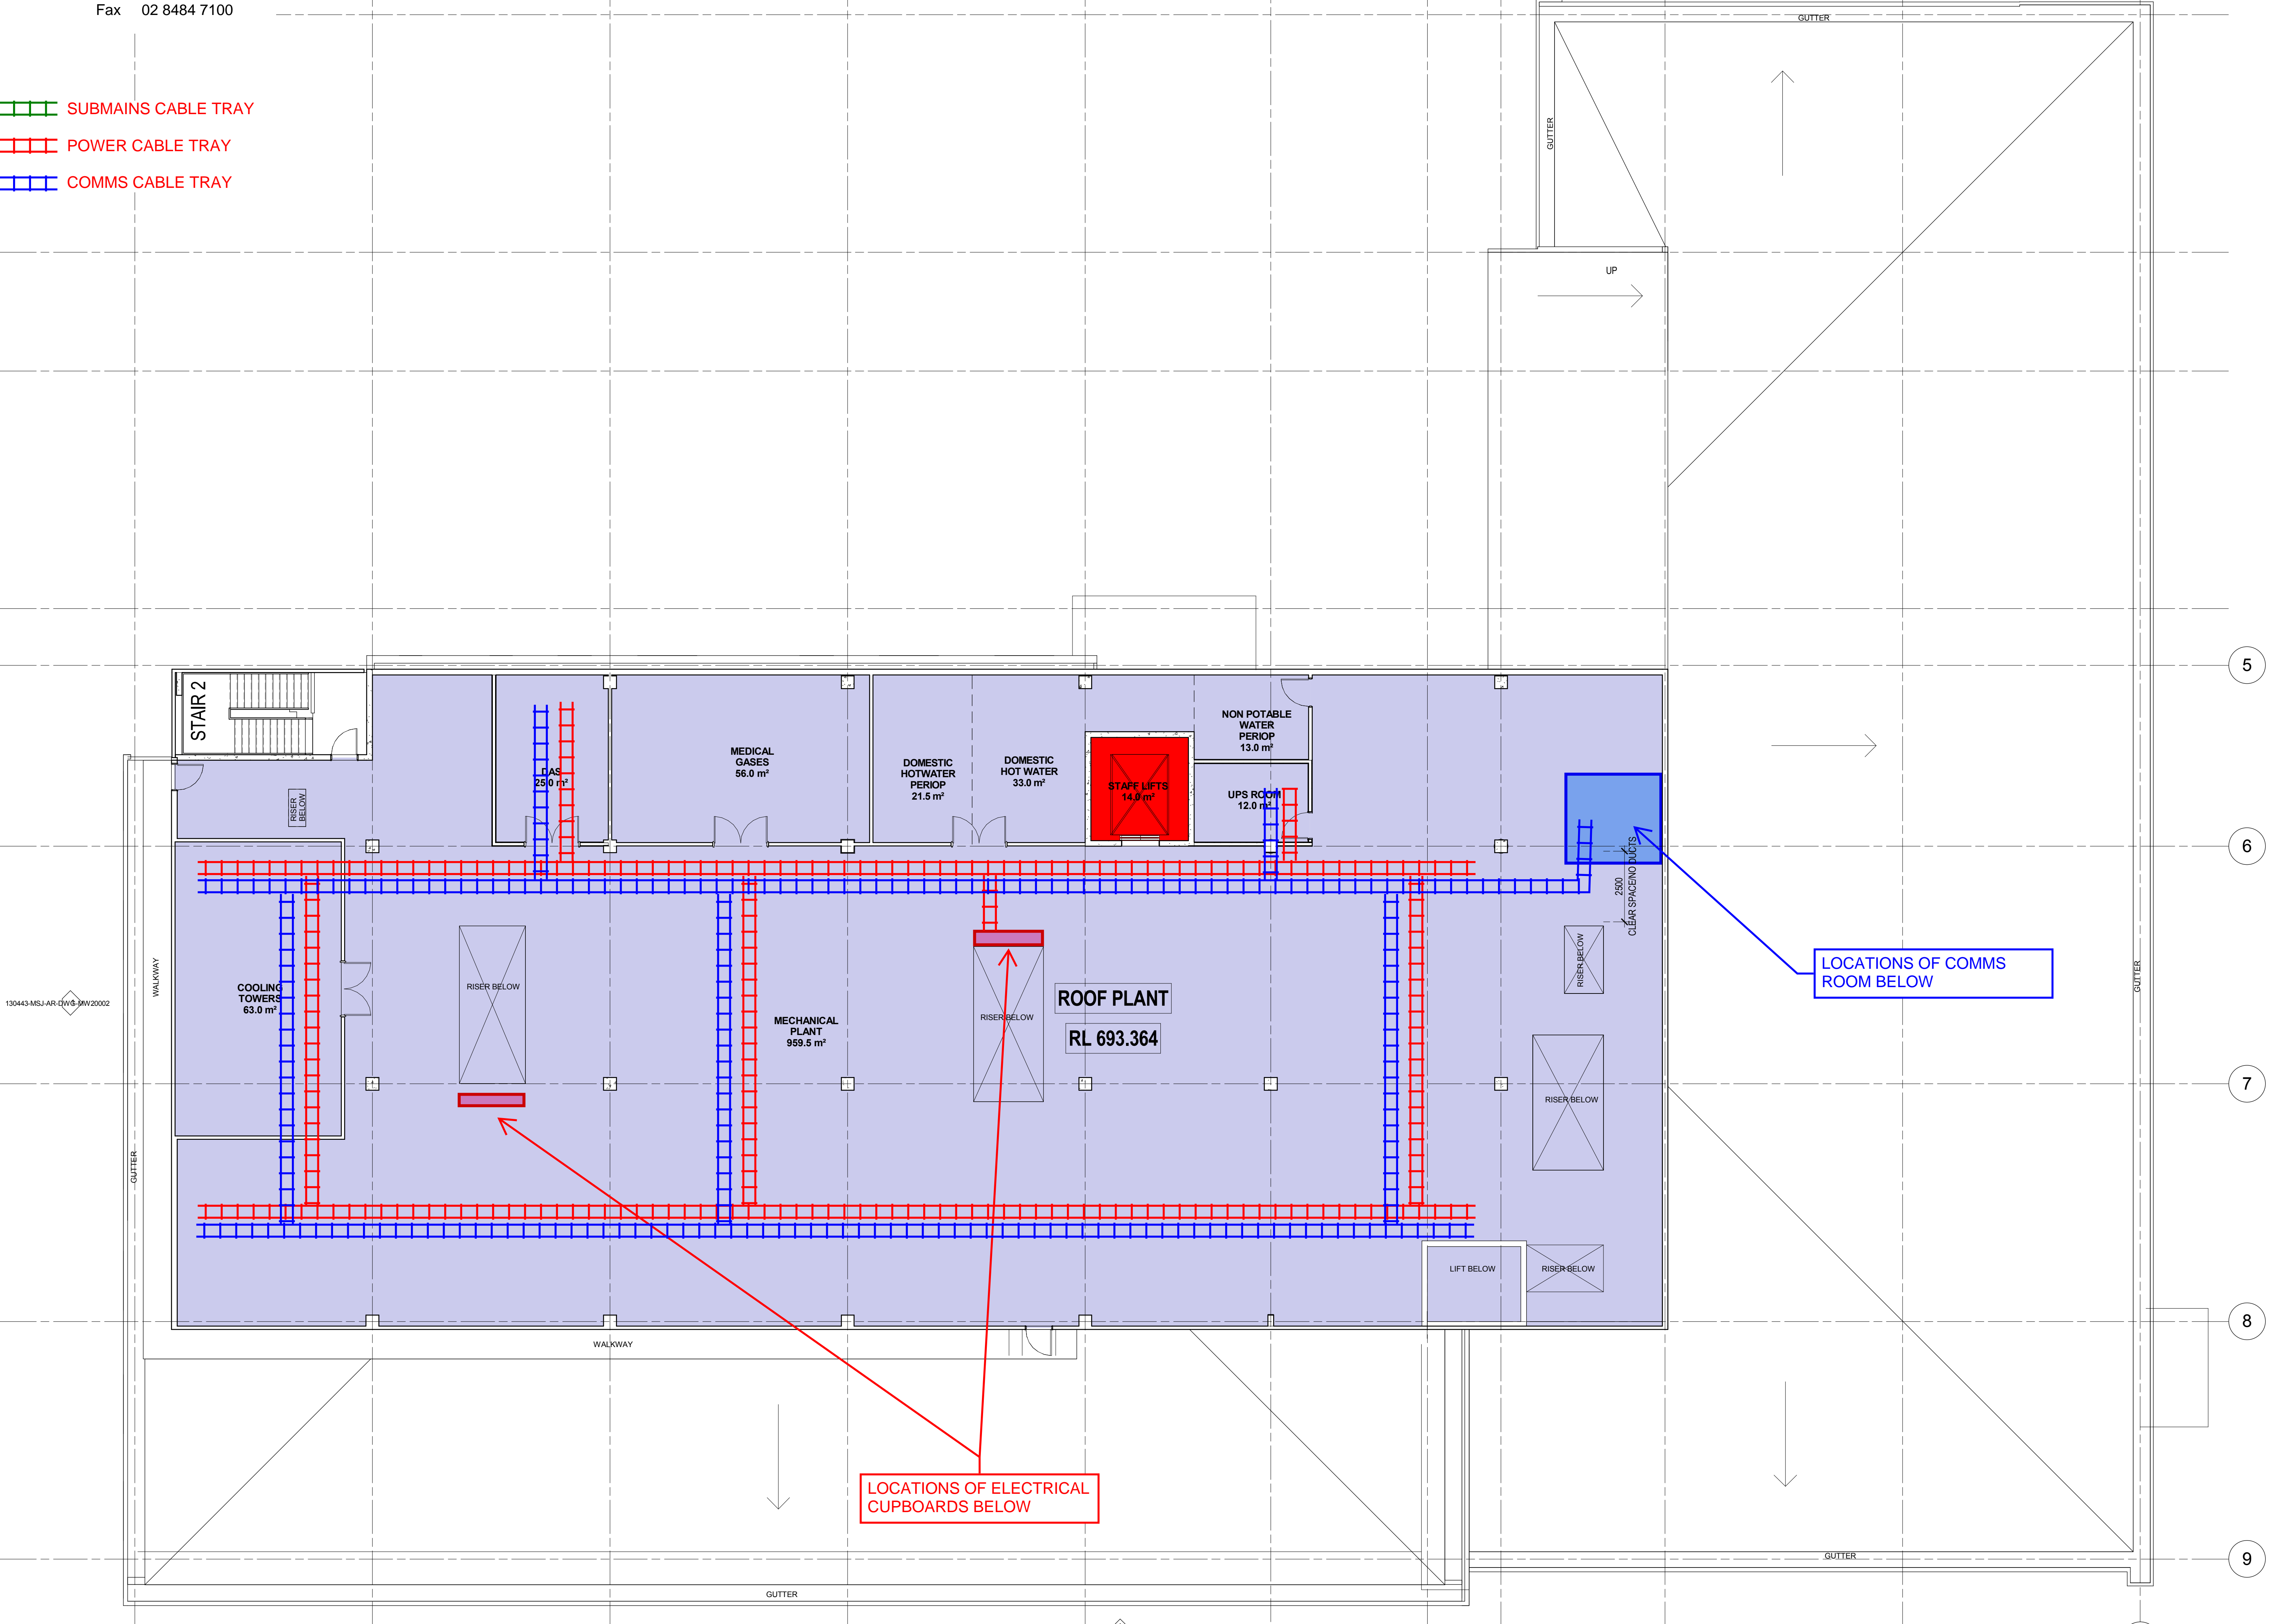 Fax 02 8484 7100
SUBMAINS CABLE TRAY
POWER CABLE TRAY
COMMS CABLE TRAY
GUTTER
GUTTER
UP
5
STAIR 2
NON POTABLE
WATER
PERIOP
13.0 m²
MEDICAL
GASES
56.0 m²
DOMESTIC
HOTWATER
PERIOP
21.5 m²
DOMESTIC
HOT WATER
33.0 m²
DAS
25.0 m²
STAFF LIFTS
14.0 m²
UPS ROOM
12.0 m²
RISER
BELOW
6
2500
CLEAR SPACE/NO DUCTS
RISER BELOW
LOCATIONS OF COMMS
ROOM BELOW
WALKWAY
GUTTER
COOLING
TOWERS
63.0 m²
RISER BELOW
130443-MSJ-AR-DWG-MW20002
ROOF PLANT
RISER BELOW
MECHANICAL
PLANT
959.5 m²
RL 693.364
7
RISER BELOW
GUTTER
LIFT BELOW
RISER BELOW
8
WALKWAY
LOCATIONS OF ELECTRICAL
CUPBOARDS BELOW
GUTTER
9
GUTTER